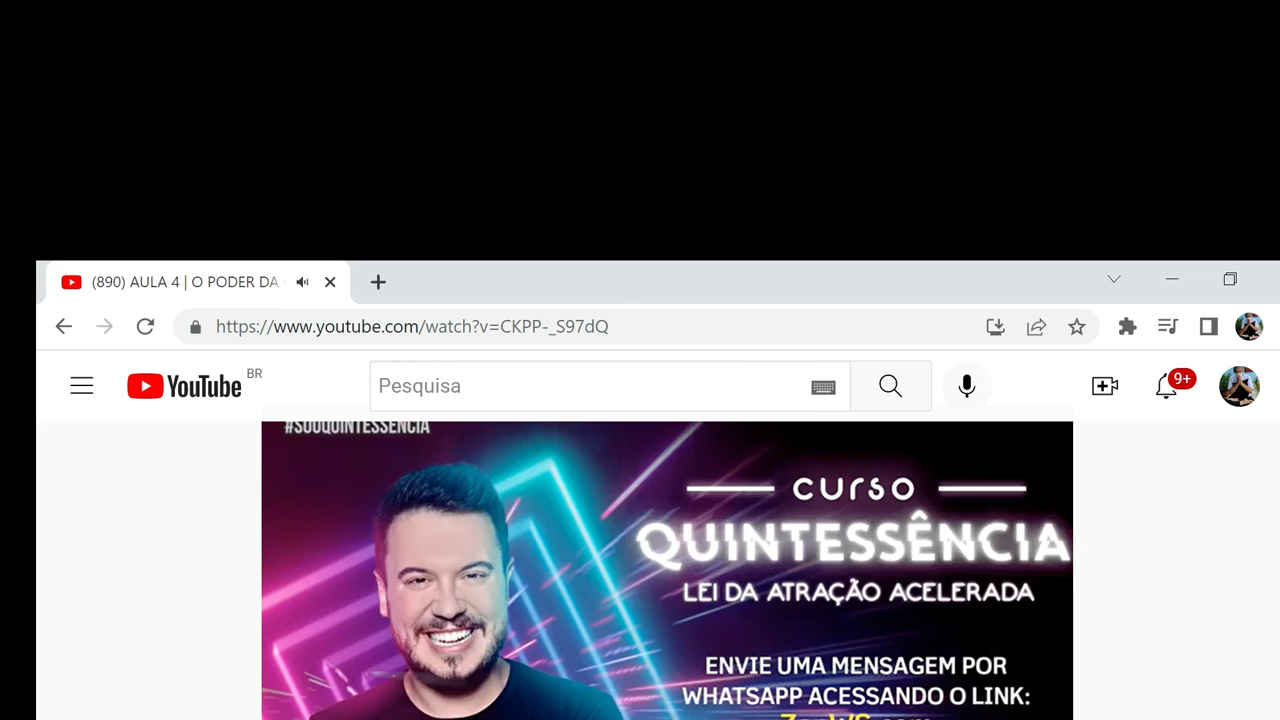 (890) AULA 4 | O PODER DA
https://www.youtube.com/watch?v=CKPP-_S97dQ
YouTube BR
Pesquisa
9+
#SOUQUINTESSENCIA
CURSO
QUINTESSÊNCIA
LEI DA ATRAÇÃO ACELERADA
ENVIE UMA MENSAGEM POR
WHATSAPP ACESSANDO O LINK: